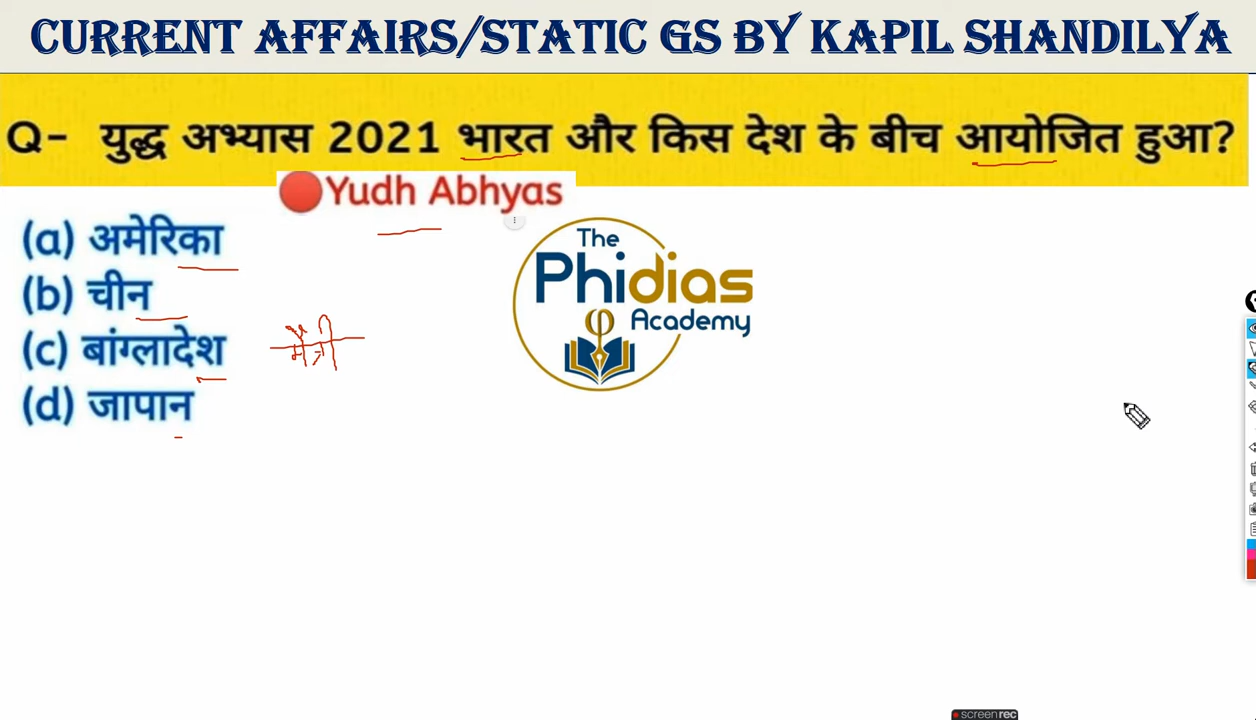 CURRENT AFFAIRS/STATIC GS BY KAPIL SHANDILYA
Q- युद्ध अभ्यास 2021 भारत और किस देश के बीच आयोजित हुआ?
Yudh Abhyas
(a) अमेरिका
(b) चीन
(c) बांग्लादेश
(d) जापान
The
Phidias
Academy
screenrec